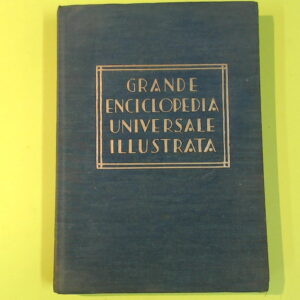 GRANDE
ENCICLOPEDIA
UNIVERSALE
ILLUSTRATA